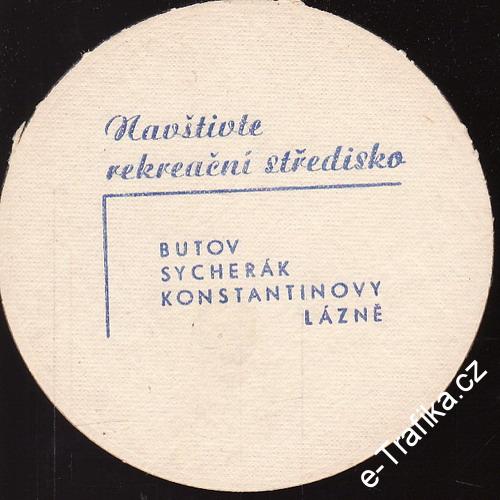 Navštivte
rekreační středisko
BUTOV
SYCHERÁK
KONSTANTINOVY
LÁZNĚ
e-Trafika.cz